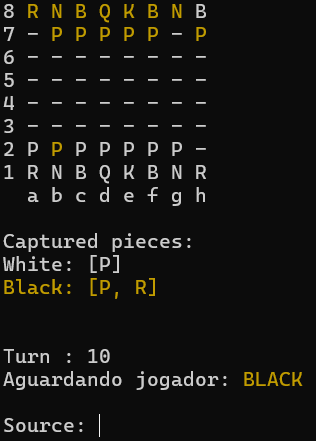 8 R N B Q K B N B
7 - P P P P P - P
6 - - - - - - - -
5 - - - - - - - -
4 - - - - - - - -
3 - - - - - - - -
2 P P P P P P P -
1 R N B Q K B N R
a b c d e f g h
Captured pieces:
White: [P]
Black: [P, R]
Turn : 10
Aguardando jogador: BLACK
Source: